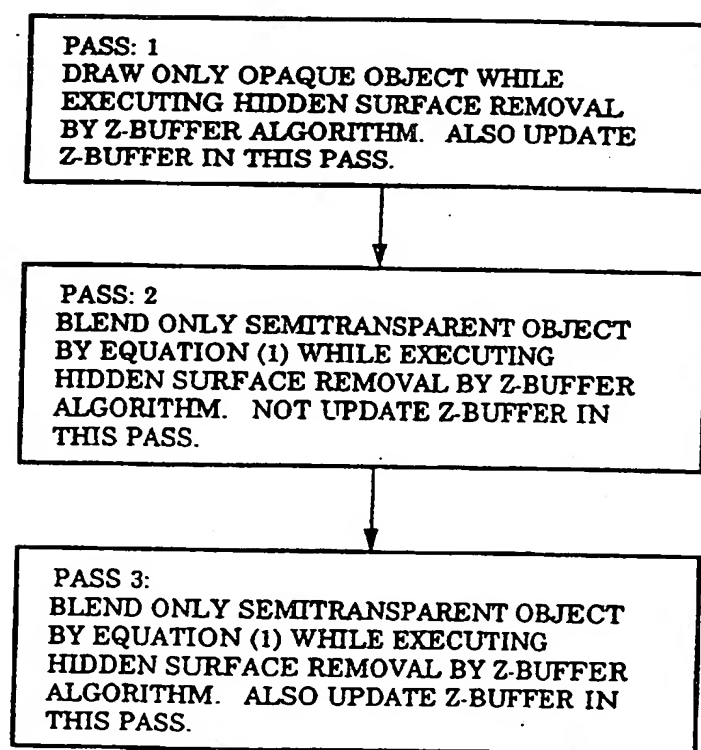 PASS: 1
DRAW ONLY OPAQUE OBJECT WHILE
EXECUTING HIDDEN SURFACE REMOVAL
BY Z-BUFFER ALGORITHM. ALSO UPDATE
Z-BUFFER IN THIS PASS.
PASS: 2
BLEND ONLY SEMITRANSPARENT OBJECT
BY EQUATION (1) WHILE EXECUTING
HIDDEN SURFACE REMOVAL BY Z-BUFFER
ALGORITHM. NOT UPDATE Z-BUFFER IN
THIS PASS.
PASS 3:
BLEND ONLY SEMITRANSPARENT OBJECT
BY EQUATION (1) WHILE EXECUTING
HIDDEN SURFACE REMOVAL BY Z-BUFFER
ALGORITHM. ALSO UPDATE Z-BUFFER IN
THIS PASS.